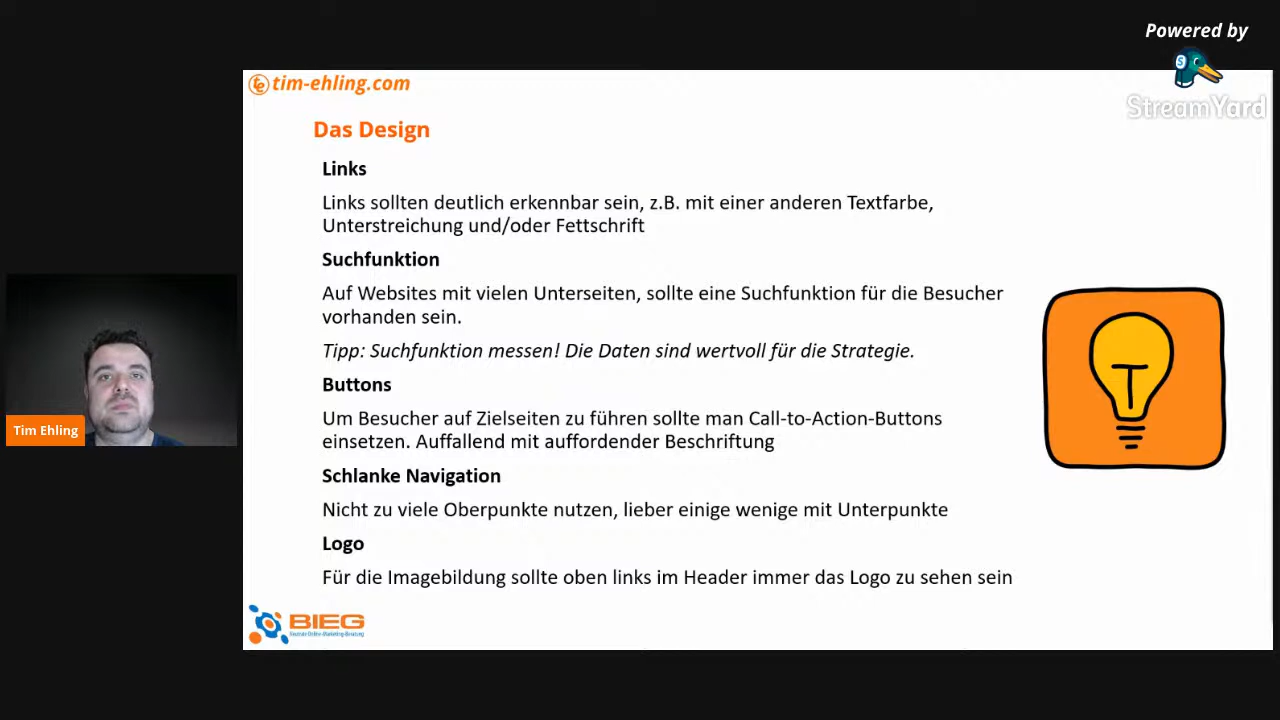 Powered by
StreamYard
tim-ehling.com
Das Design
Links
Links sollten deutlich erkennbar sein, z.B. mit einer anderen Textfarbe,
Unterstreichung und/oder Fettschrift
Suchfunktion
Auf Websites mit vielen Unterseiten, sollte eine Suchfunktion für die Besucher
vorhanden sein.
Tipp: Suchfunktion messen! Die Daten sind wertvoll für die Strategie.
Buttons
Um Besucher auf Zielseiten zu führen sollte man Call-to-Action-Buttons
einsetzen. Auffallend mit auffordender Beschriftung
Schlanke Navigation
Nicht zu viele Oberpunkte nutzen, lieber einige wenige mit Unterpunkte
Logo
Für die Imagebildung sollte oben links im Header immer das Logo zu sehen sein
Tim Ehling
BIEG